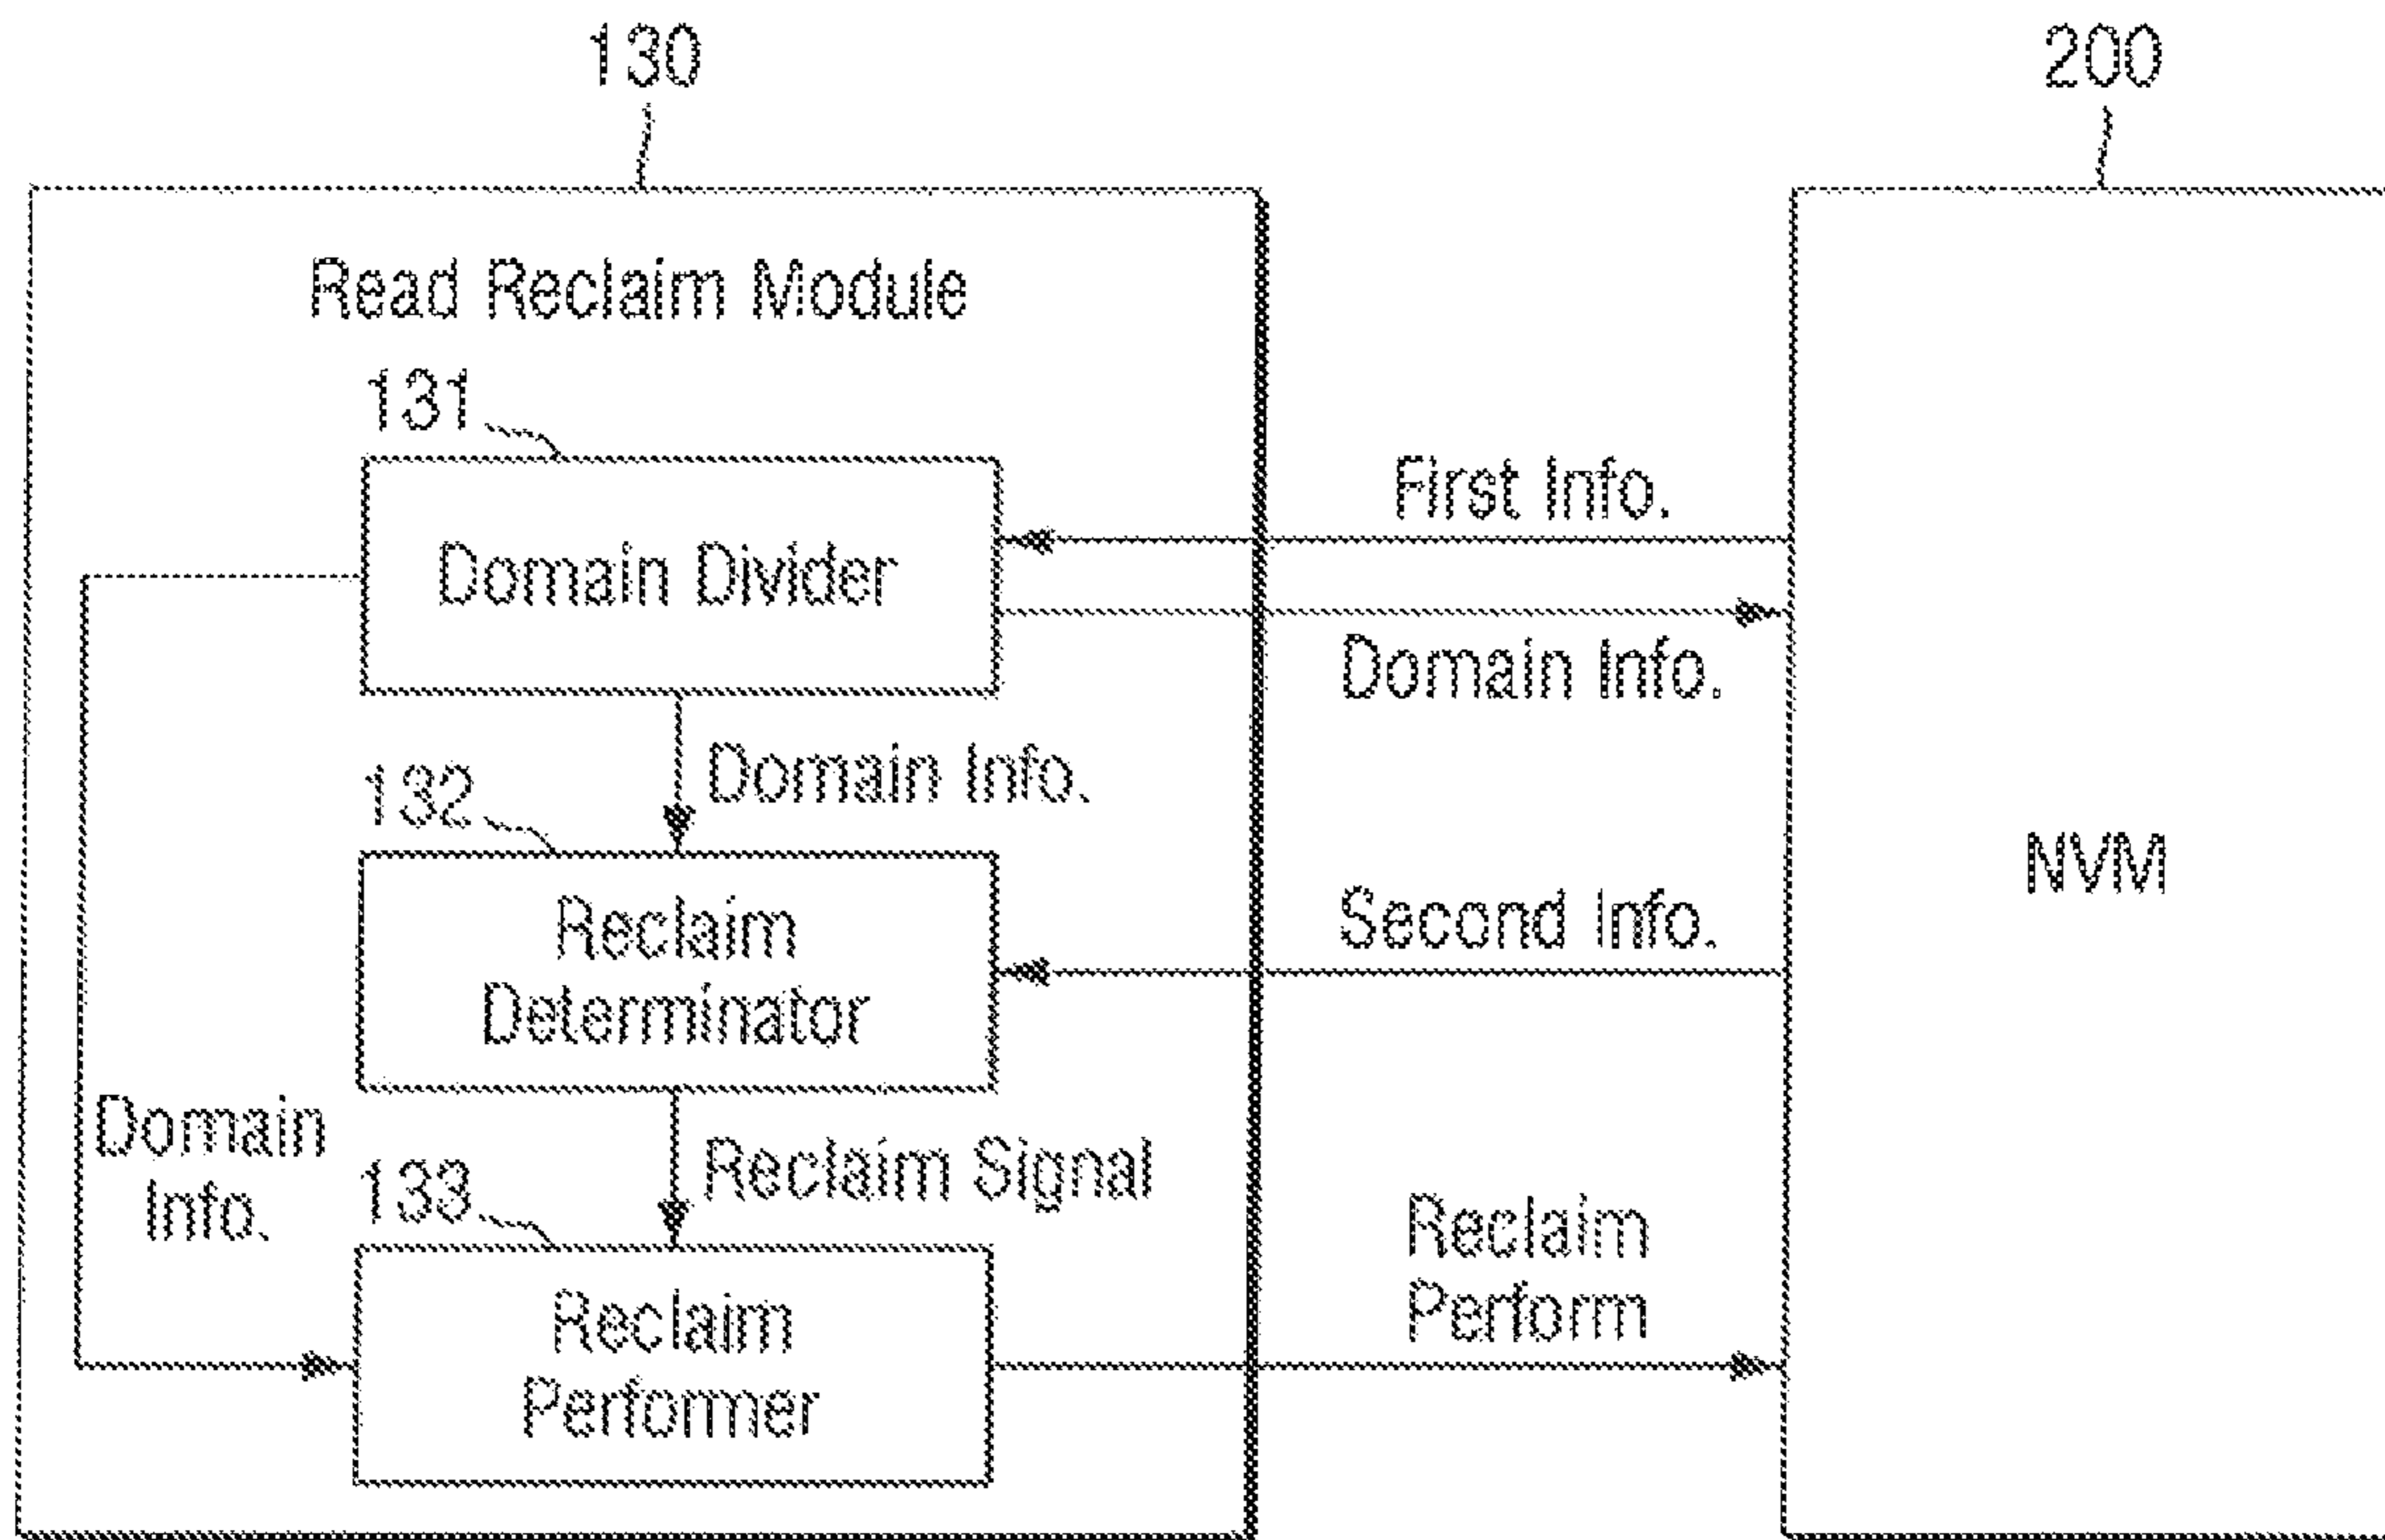 130
200
Read Reclaim Module
131
First Info.
Domain Divider
Domain Info.
Domain Info.
132
NVM
Reclaim
Second Info.
Determinator
Domain
Info.
Reclaim Signal
133
Reclaim
Perform
Reclaim
Performer